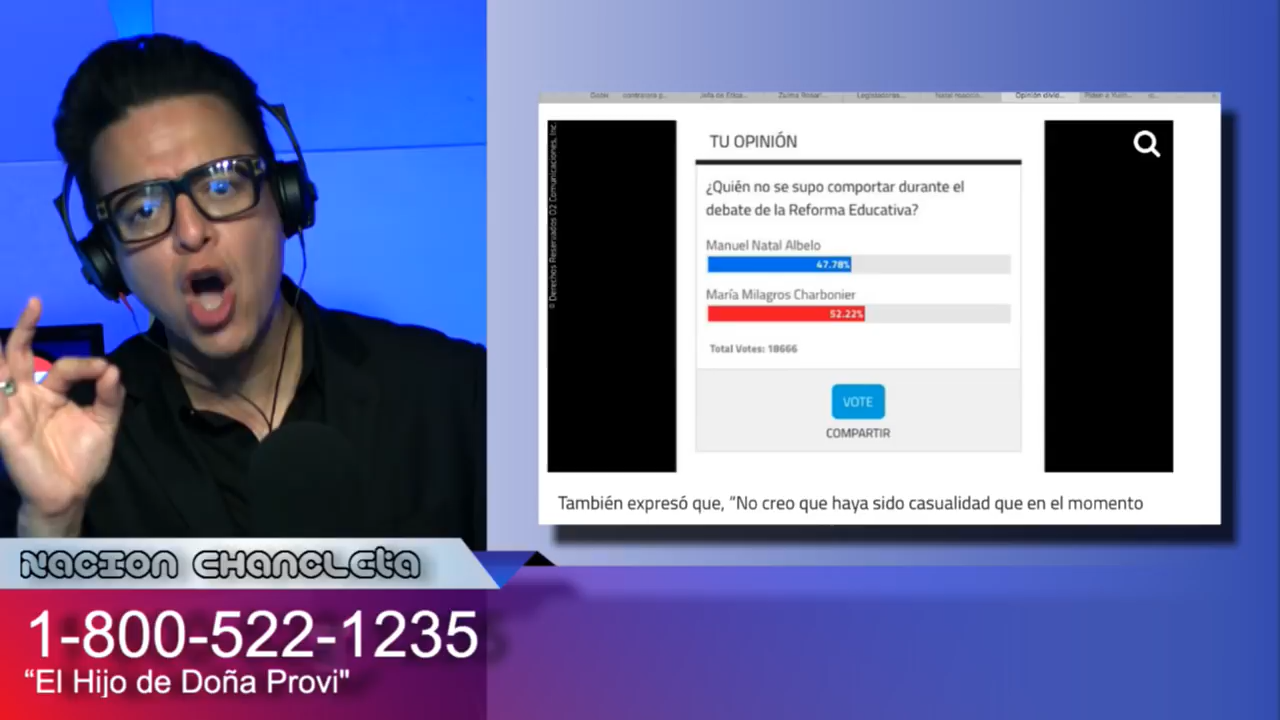 TU OPINIÓN
¿Quién no se supo comportar durante el
debate de la Reforma Educativa?
Manuel Natal Albelo
47.78%
María Milagros Charbonier
52.22%
Total Votes: 18666
VOTE
COMPARTIR
© Derechos Reservados O2 Comunicaciones, Inc.
También expresó que, “No creo que haya sido casualidad que en el momento
NACION CHANCLETA
1-800-522-1235
“El Hijo de Doña Provi"